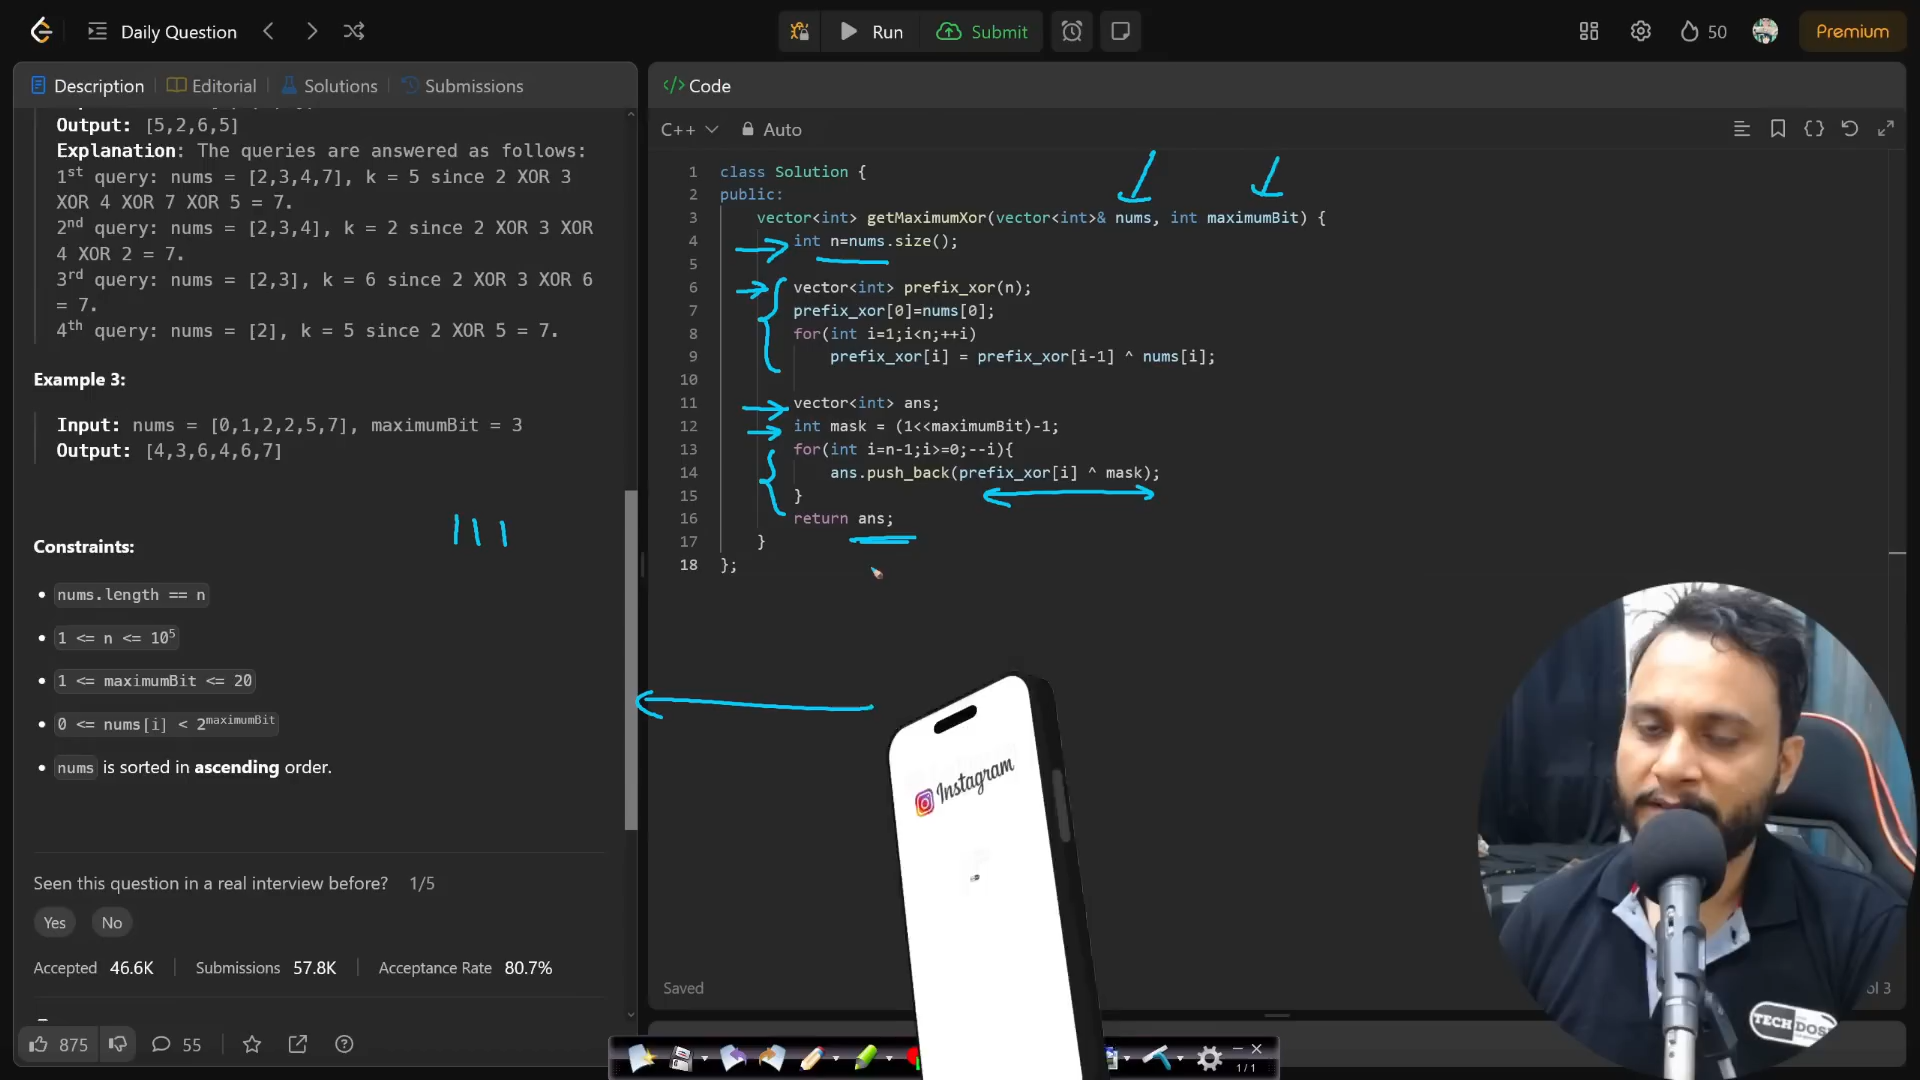 Daily Question
Run
Submit
50
Premium
Description
Editorial
Solutions
Submissions
Output: [5,2,6,5]
Explanation: The queries are answered as follows:
1st query: nums = [2,3,4,7], k = 5 since 2 XOR 3
XOR 4 XOR 7 XOR 5 = 7.
2nd query: nums = [2,3,4], k = 2 since 2 XOR 3 XOR
4 XOR 2 = 7.
3rd query: nums = [2,3], k = 6 since 2 XOR 3 XOR 6
= 7.
4th query: nums = [2], k = 5 since 2 XOR 5 = 7.
Example 3:
Input: nums = [0,1,2,2,5,7], maximumBit = 3
Output: [4,3,6,4,6,7]
111
Constraints:
nums.length == n
1 <= n <= 10^5
1 <= maximumBit <= 20
0 <= nums[i] < 2^maximumBit
nums is sorted in ascending order.
Seen this question in a real interview before? 1/5
Yes No
Accepted 46.6K Submissions 57.8K Acceptance Rate 80.7%
875
55
Code
C++ Auto
1 class Solution {
2 public:
3 vector<int> getMaximumXor(vector<int>& nums, int maximumBit) {
4 int n=nums.size();
5
6 vector<int> prefix_xor(n);
7 prefix_xor[0]=nums[0];
8 for(int i=1;i<n;++i)
9 prefix_xor[i] = prefix_xor[i-1] ^ nums[i];
10
11 vector<int> ans;
12 int mask = (1<<maximumBit)-1;
13 for(int i=n-1;i>=0;--i){
14 ans.push_back(prefix_xor[i] ^ mask);
15 }
16 return ans;
17 }
18 };
Instagram
Saved
ol 3
TECH DOSE
1/1